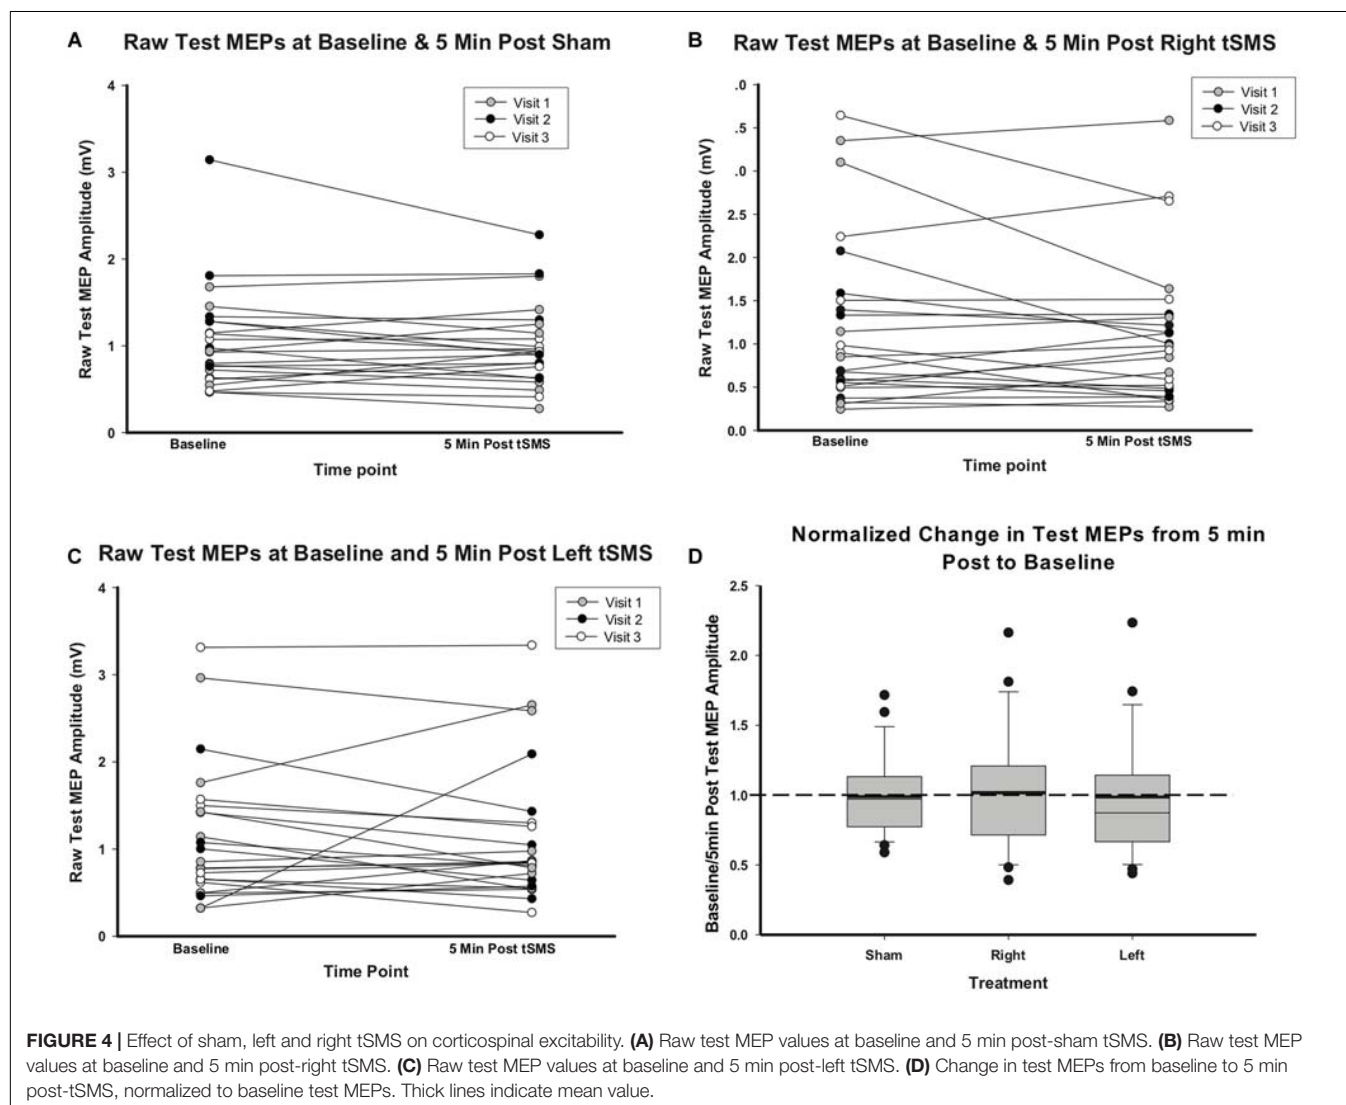 A Raw Test MEPs at Baseline & 5 Min Post Sham
4
3
2
1
0
Raw Test MEP Amplitude (mV)
Visit 1
Visit 2
Visit 3
Baseline
5 Min Post tSMS
Time point
B Raw Test MEPs at Baseline & 5 Min Post Right tSMS
.0
.5
.0
2.5
2.0
1.5
1.0
0.5
0.0
Raw Test MEP Amplitude (mV)
Visit 1
Visit 2
Visit 3
Baseline
5 Min Post tSMS
Time point
C Raw Test MEPs at Baseline and 5 Min Post Left tSMS
4
3
2
1
0
Raw Test MEP Amplitude (mV)
Visit 1
Visit 2
Visit 3
Baseline
5 Min Post tSMS
Time Point
D
Normalized Change in Test MEPs from 5 min
Post to Baseline
2.5
2.0
1.5
1.0
0.5
0.0
Baseline/5min Post Test MEP Amplitude
Sham
Right
Left
Treatment
FIGURE 4 | Effect of sham, left and right tSMS on corticospinal excitability. (A) Raw test MEP values at baseline and 5 min post-sham tSMS. (B) Raw test MEP
values at baseline and 5 min post-right tSMS. (C) Raw test MEP values at baseline and 5 min post-left tSMS. (D) Change in test MEPs from baseline to 5 min
post-tSMS, normalized to baseline test MEPs. Thick lines indicate mean value.